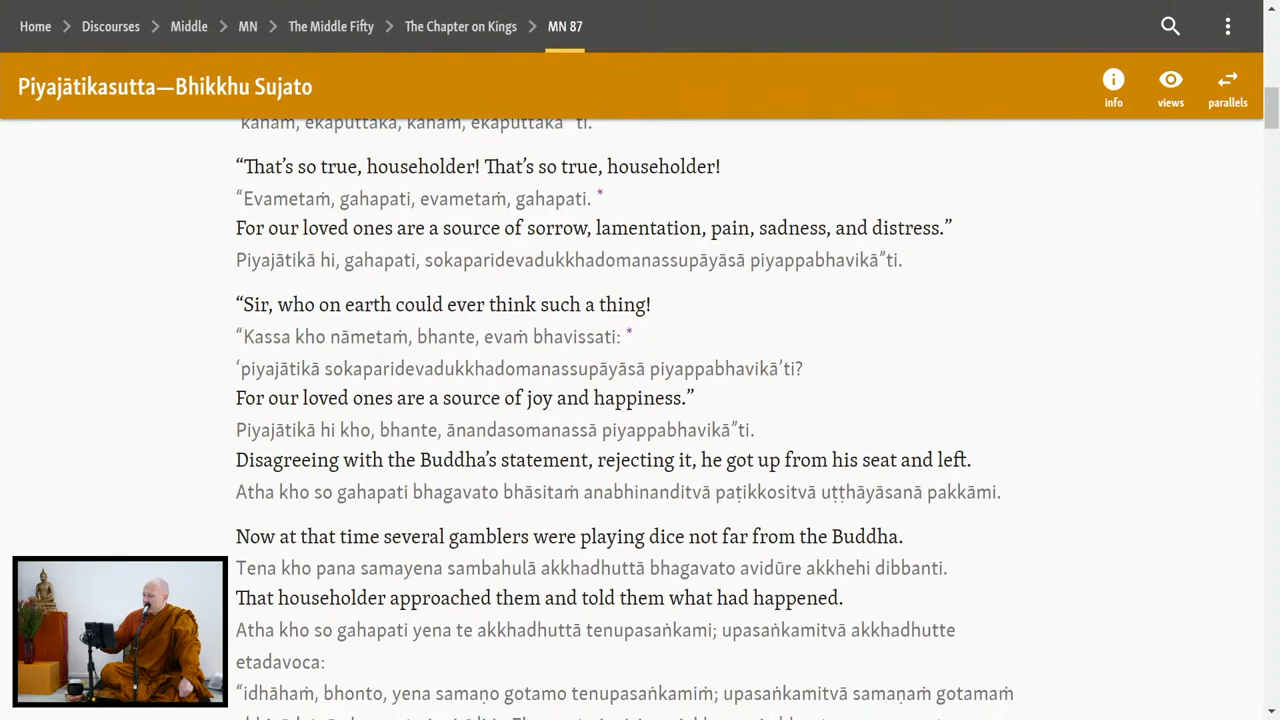 Home Discourses Middle MN The Middle Fifty The Chapter on Kings MN 87
Piyajātikasutta—Bhikkhu Sujato
info views parallels
kahaṁ, ekaputtaka, kahaṁ, ekaputtakā”’ti.
“That’s so true, householder! That’s so true, householder!
“Evametaṁ, gahapati, evametaṁ, gahapati. *
For our loved ones are a source of sorrow, lamentation, pain, sadness, and distress.”
Piyajātikā hi, gahapati, sokaparidevadukkhadomanassupāyāsā piyappabhavikā”ti.
“Sir, who on earth could ever think such a thing!
“Kassa kho nāmetaṁ, bhante, evaṁ bhavissati: *
‘piyajātikā sokaparidevadukkhadomanassupāyāsā piyappabhavikā’ti?
For our loved ones are a source of joy and happiness.”
Piyajātikā hi kho, bhante, ānandasomanassā piyappabhavikā”ti.
Disagreeing with the Buddha’s statement, rejecting it, he got up from his seat and left.
Atha kho so gahapati bhagavato bhāsitaṁ anabhinanditvā paṭikkositvā uṭṭhāyāsanā pakkāmi.
Now at that time several gamblers were playing dice not far from the Buddha.
Tena kho pana samayena sambahulā akkhadhuttā bhagavato avidūre akkhehi dibbanti.
That householder approached them and told them what had happened.
Atha kho so gahapati yena te akkhadhuttā tenupasaṅkami; upasaṅkamitvā akkhadhutte
etadavoca:
“idhāhaṁ, bhonto, yena samaṇo gotamo tenupasaṅkamiṁ; upasaṅkamitvā samaṇaṁ gotamaṁ